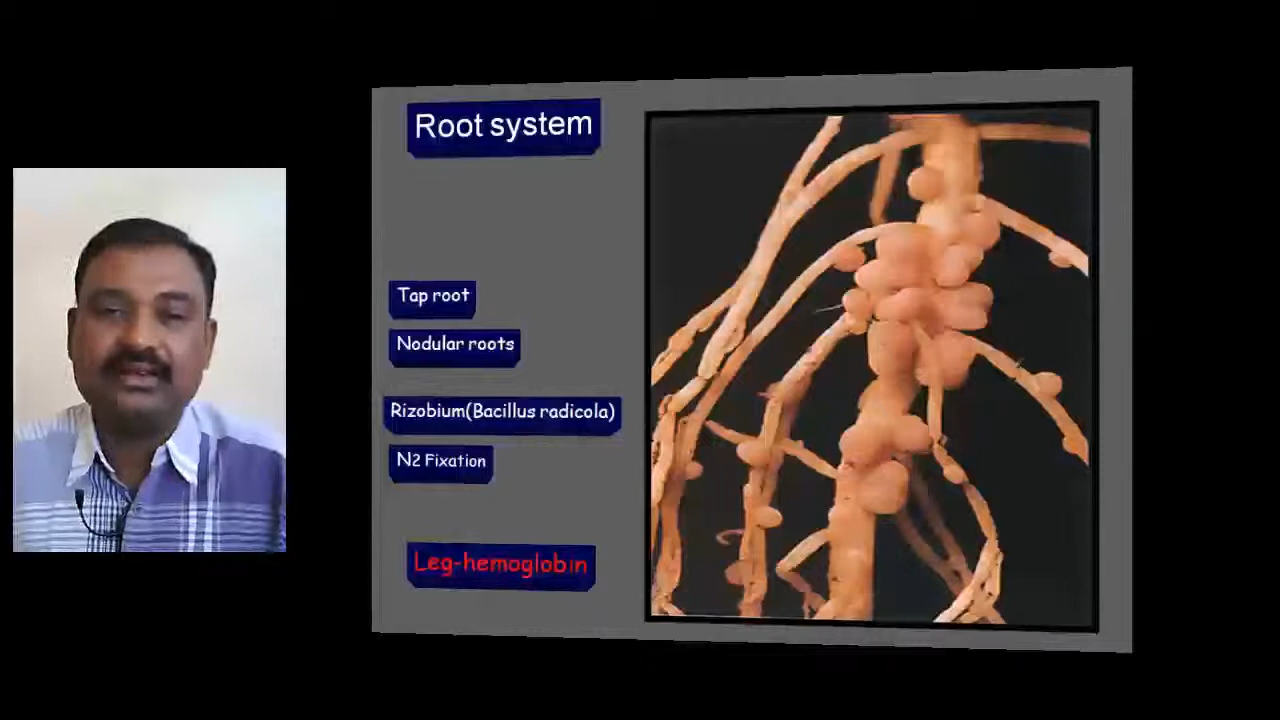 Root system
Tap root
Nodular roots
Rizobium(Bacillus radicola)
N2 Fixation
Leg-hemoglobin